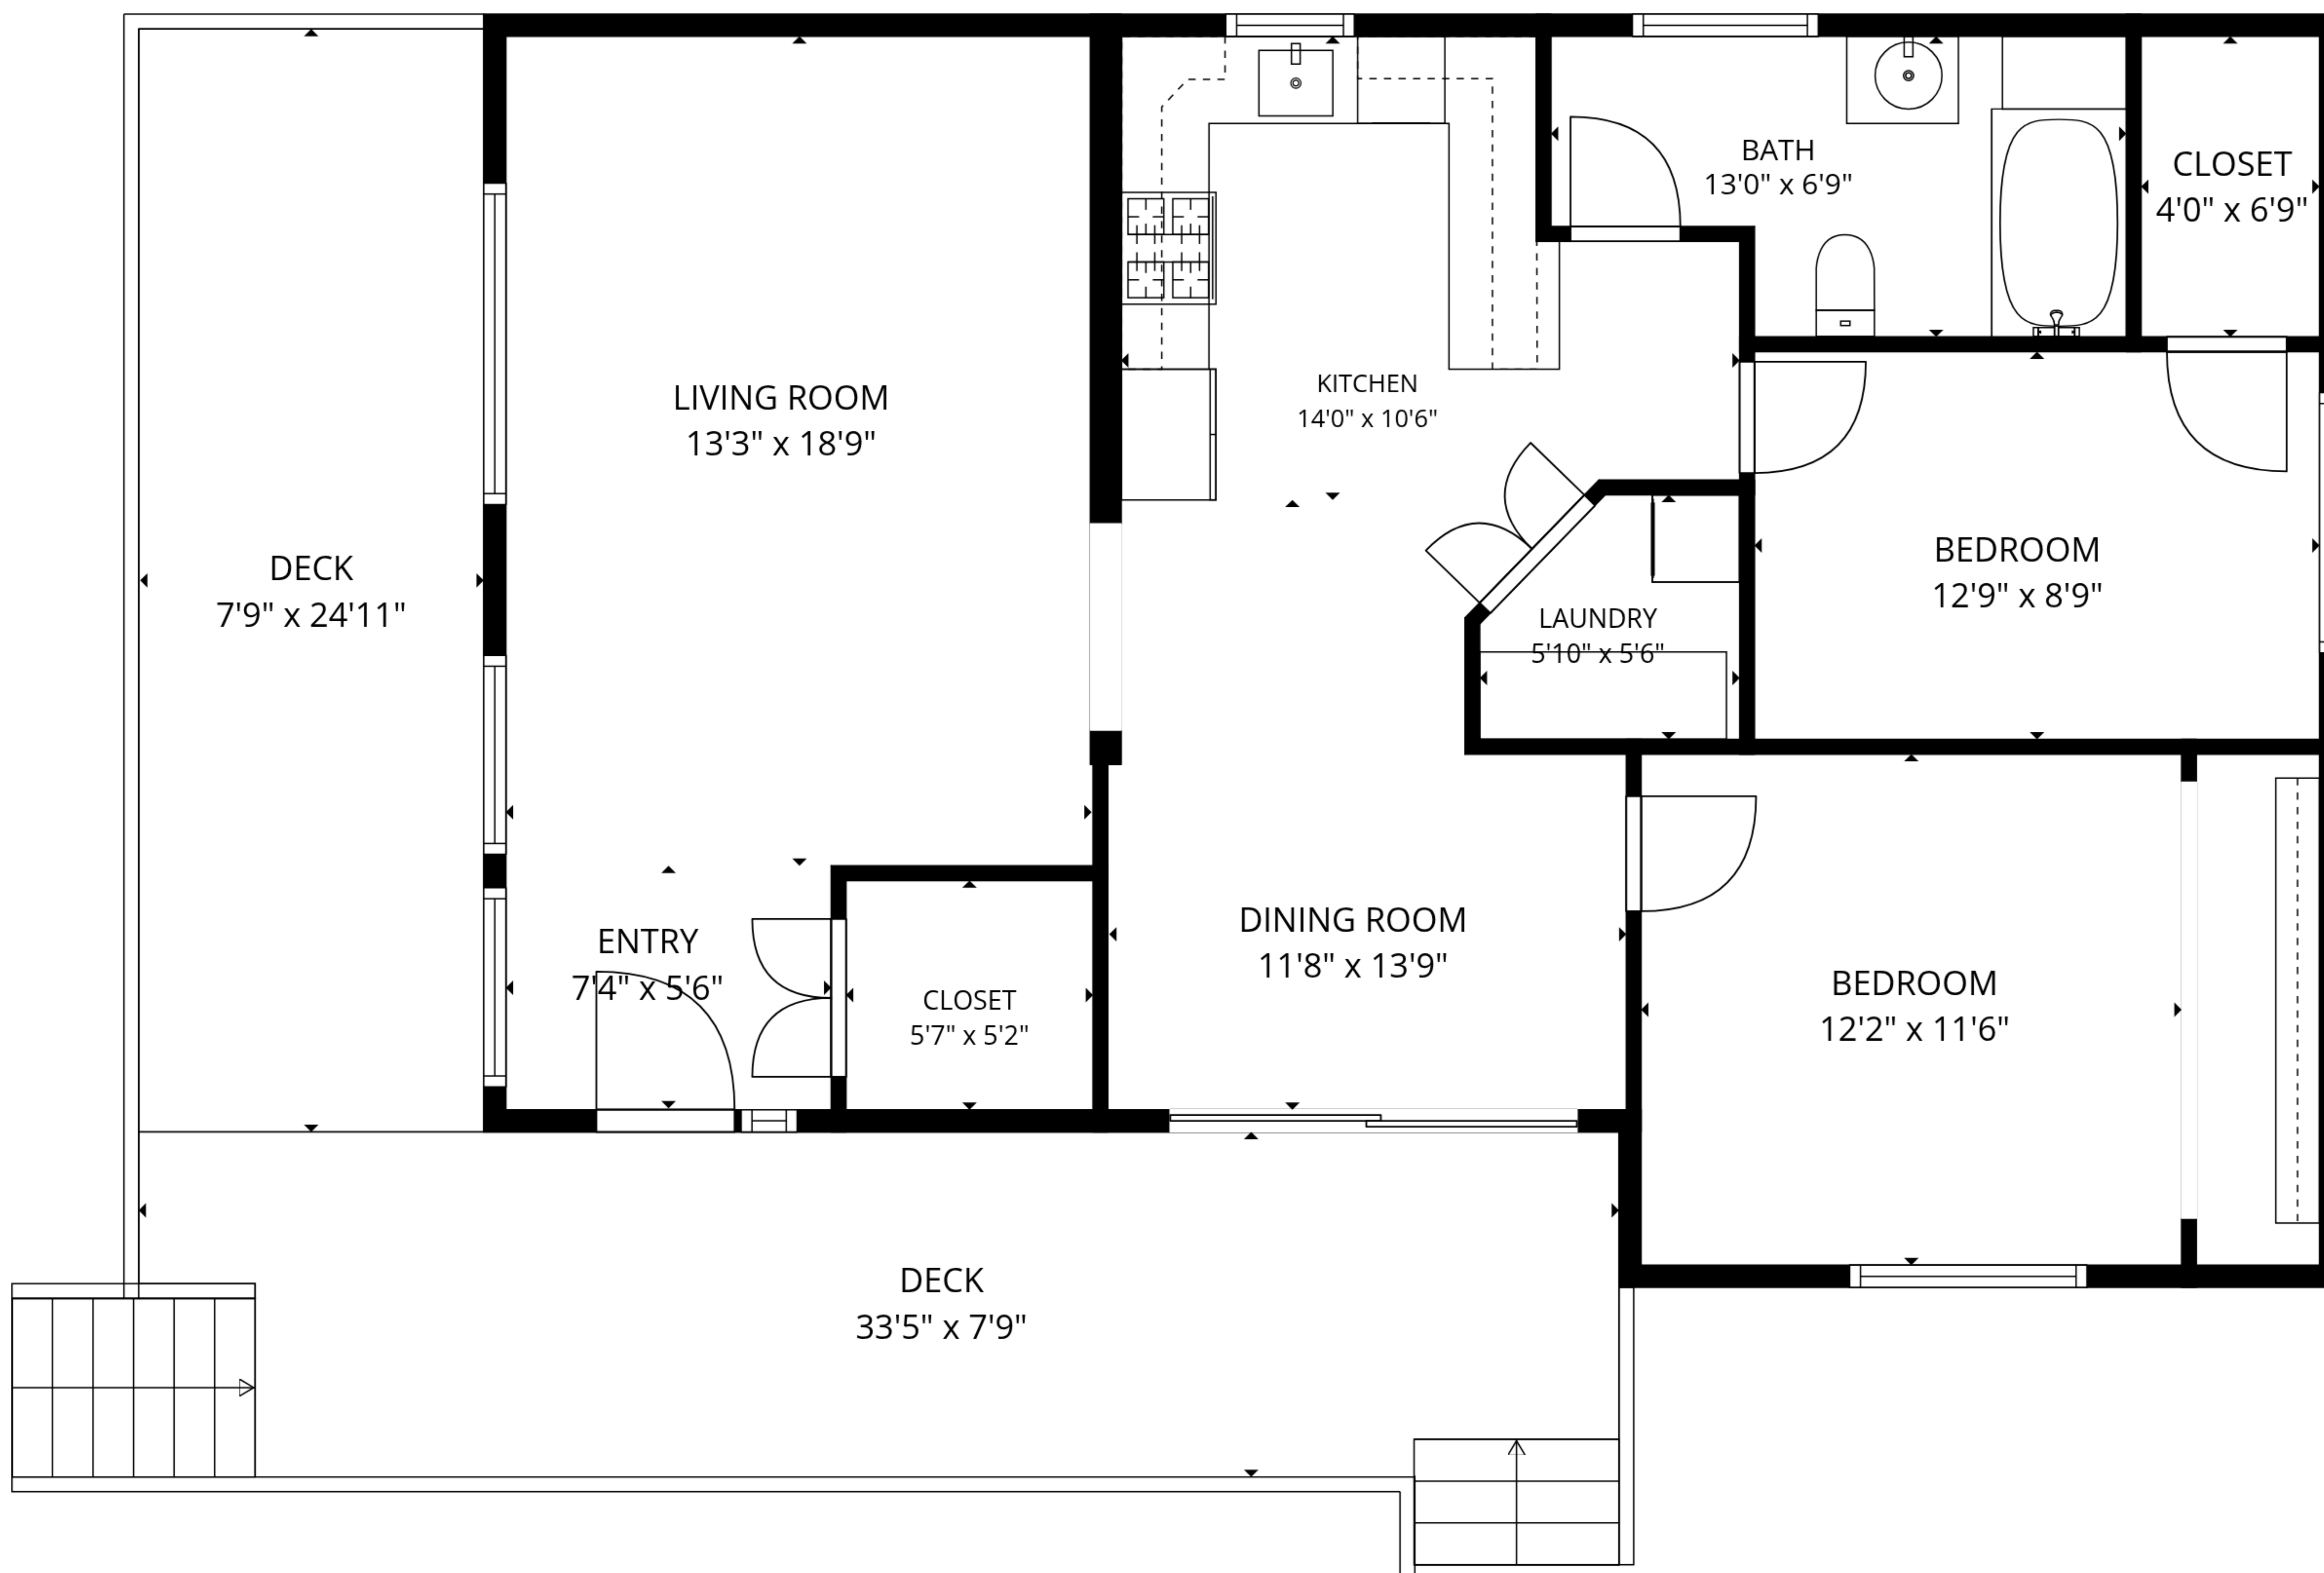 BATH
13'0" x 6'9"
CLOSET
4'0" x 6'9"
LIVING ROOM
13'3" x 18'9"
KITCHEN
14'0" x 10'6"
DECK
7'9" x 24'11"
BEDROOM
12'9" x 8'9"
LAUNDRY
5'10" x 5'6"
ENTRY
7'4" x 5'6"
CLOSET
5'7" x 5'2"
DINING ROOM
11'8" x 13'9"
BEDROOM
12'2" x 11'6"
DECK
33'5" x 7'9"